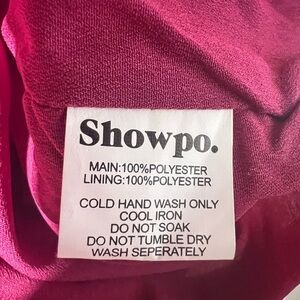 Showpo.
MAIN:100%POLYESTER
LINING:100%POLYESTER
COLD HAND WASH ONLY
COOL IRON
DO NOT SOAK
DO NOT TUMBLE DRY
WASH SEPERATELY